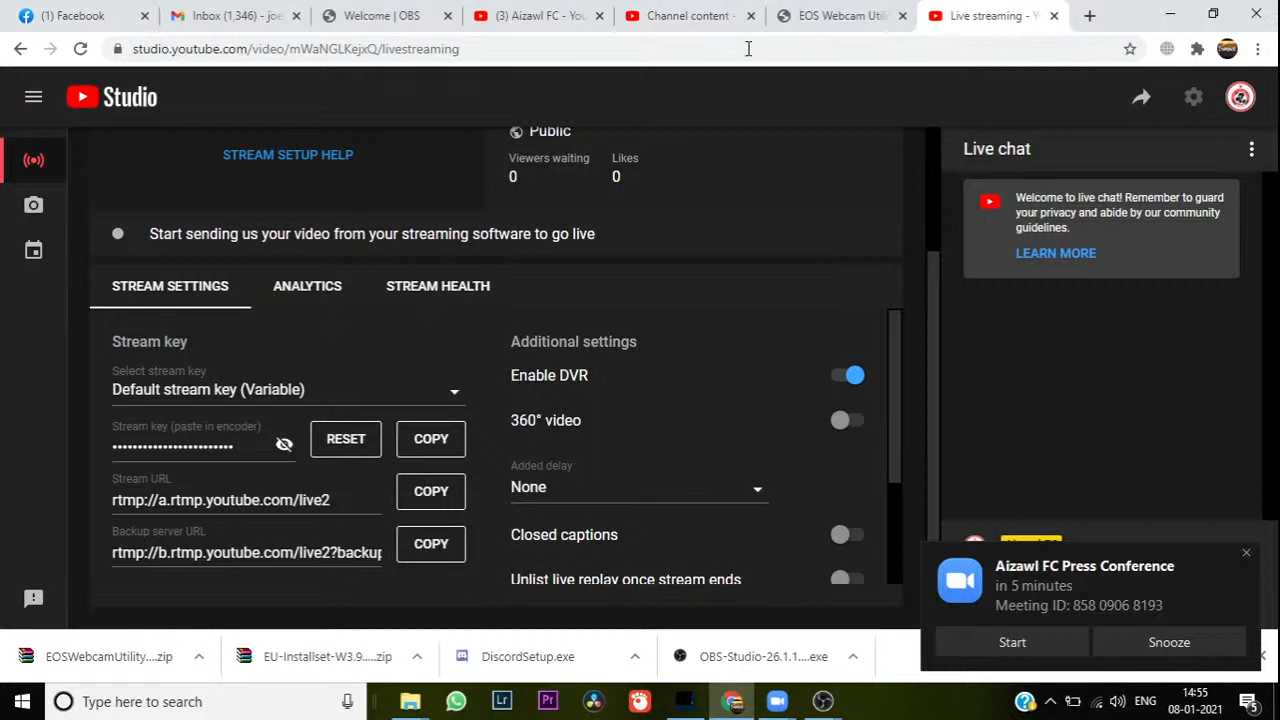 (1) Facebook
Inbox (1,346) - joe
Welcome | OBS
(3) Aizawl FC - You
Channel content -
EOS Webcam Utili
Live streaming - Y
studio.youtube.com/video/mWaNGLKejxQ/livestreaming
Studio
Public
STREAM SETUP HELP
Viewers waiting
Likes
0
0
Live chat
Welcome to live chat! Remember to guard
your privacy and abide by our community
guidelines.
LEARN MORE
Start sending us your video from your streaming software to go live
STREAM SETTINGS
ANALYTICS
STREAM HEALTH
Stream key
Select stream key
Default stream key (Variable)
Stream key (paste in encoder)
••••••••••••••••••••••••
RESET
COPY
Stream URL
rtmp://a.rtmp.youtube.com/live2
COPY
Backup server URL
rtmp://b.rtmp.youtube.com/live2?backup
COPY
Additional settings
Enable DVR
360° video
Added delay
None
Closed captions
Unlist live replay once stream ends
Aizawl FC Press Conference
in 5 minutes
Meeting ID: 858 0906 8193
Start
Snooze
EOSWebcamUtility....zip
EU-Installset-W3.9....zip
DiscordSetup.exe
OBS-Studio-26.1.1....exe
Type here to search
Lr
Pr
ENG
14:55
08-01-2021
5